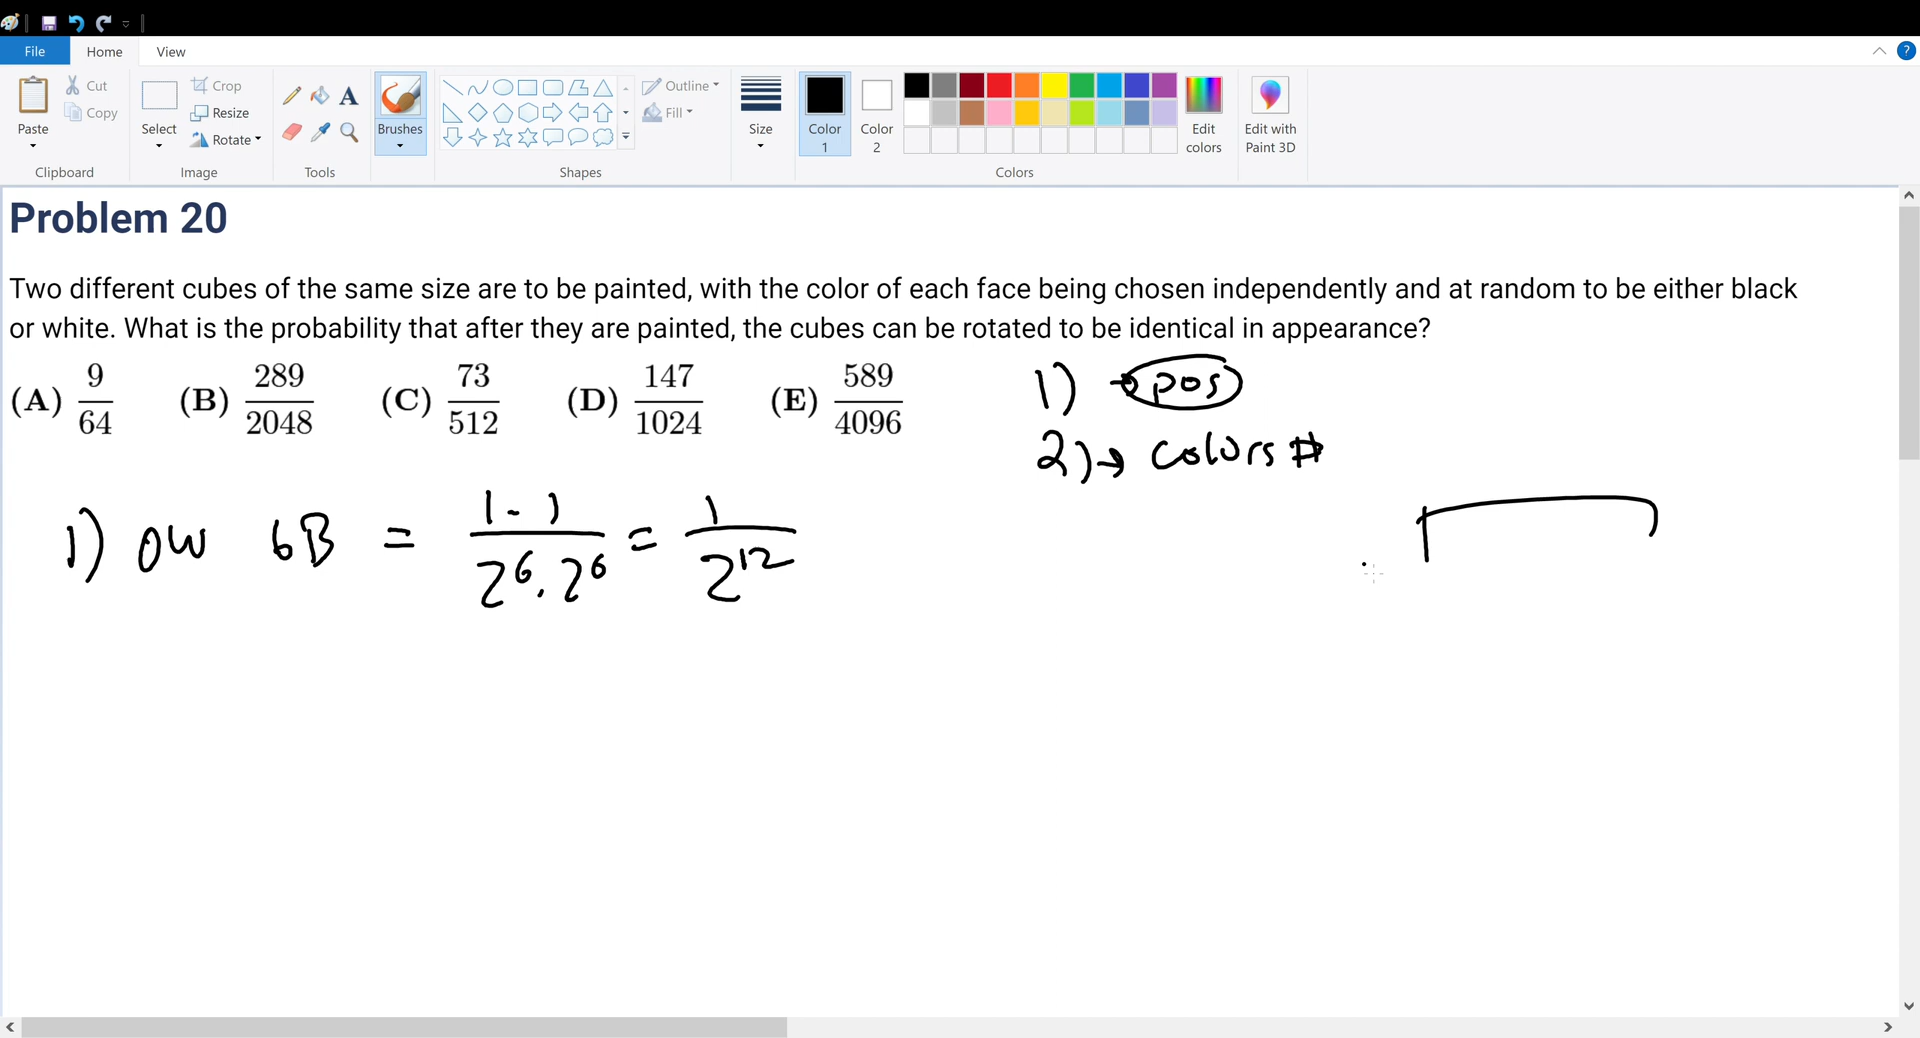 File Home View
Paste Cut Copy Clipboard
Select Crop Resize Rotate Image
A Tools
Brushes
Outline Fill Shapes
Size
Color 1 Color 2 Edit colors Colors
Edit with Paint 3D
?
Problem 20
Two different cubes of the same size are to be painted, with the color of each face being chosen independently and at random to be either black
or white. What is the probability that after they are painted, the cubes can be rotated to be identical in appearance?
(A) 9/64 (B) 289/2048 (C) 73/512 (D) 147/1024 (E) 589/4096
1) → pos
2) → colors #
1) 0W 6B = 1·1/2^6·2^6 = 1/2^12